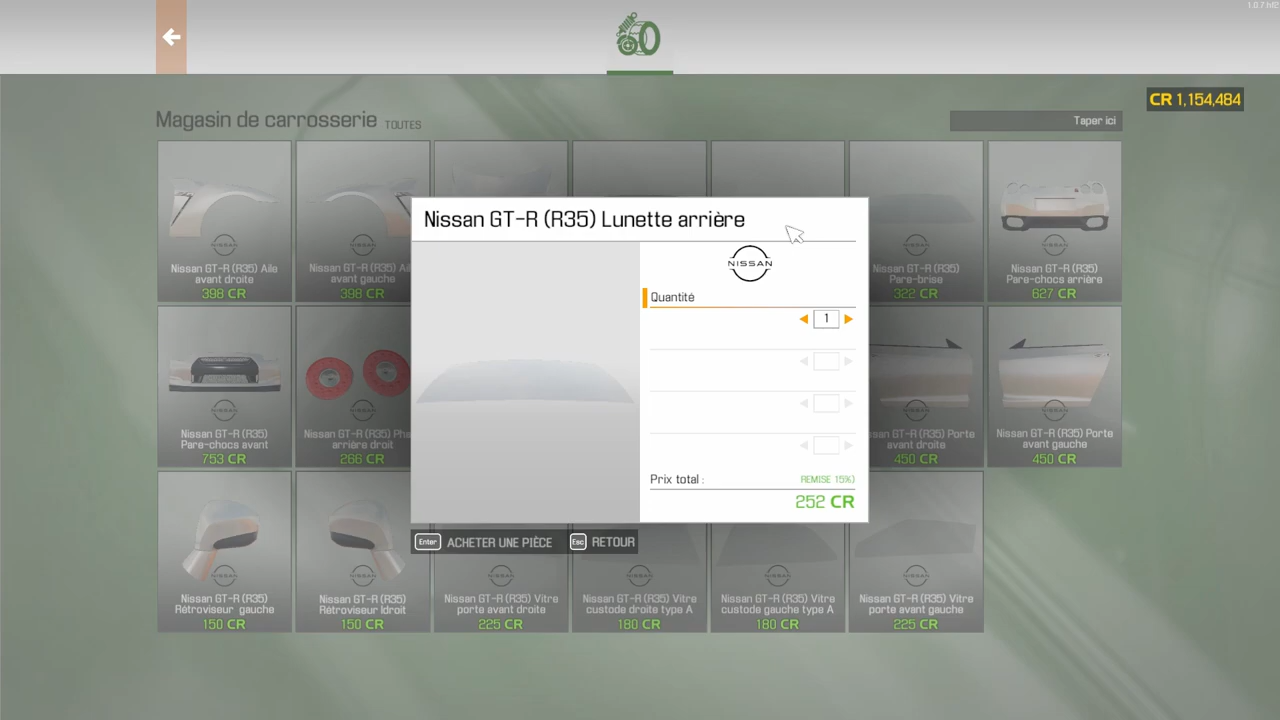 1.0.7.hf2
CR 1,154,484
Magasin de carrosserie TOUTES
Taper ici
Nissan GT-R (R35) Aile
avant droite
398 CR
Nissan GT-R (R35)
avant gauche
398 CR
Nissan GT-R (R35)
Pare-brise
322 CR
Nissan GT-R (R35)
Pare-chocs arrière
627 CR
Nissan GT-R (R35) Lunette arrière
NISSAN
Quantité
1
Prix total :
REMISE 15%)
252 CR
Enter ACHETER UNE PIÈCE Esc RETOUR
Nissan GT-R (R35)
Pare-chocs avant
753 CR
Nissan GT-R (R35)
arrière droit
266 CR
GT-R (R35) Porte
avant droite
450 CR
Nissan GT-R (R35) Porte
avant gauche
450 CR
Nissan GT-R (R35)
Rétroviseur gauche
150 CR
Nissan GT-R (R35)
Rétroviseur ldroit
150 CR
Nissan GT-R (R35) Vitre
porte avant droite
225 CR
Nissan GT-R (R35) Vitre
custode droite type A
180 CR
Nissan GT-R (R35) Vitre
custode gauche type A
180 CR
Nissan GT-R (R35) Vitre
porte avant gauche
225 CR